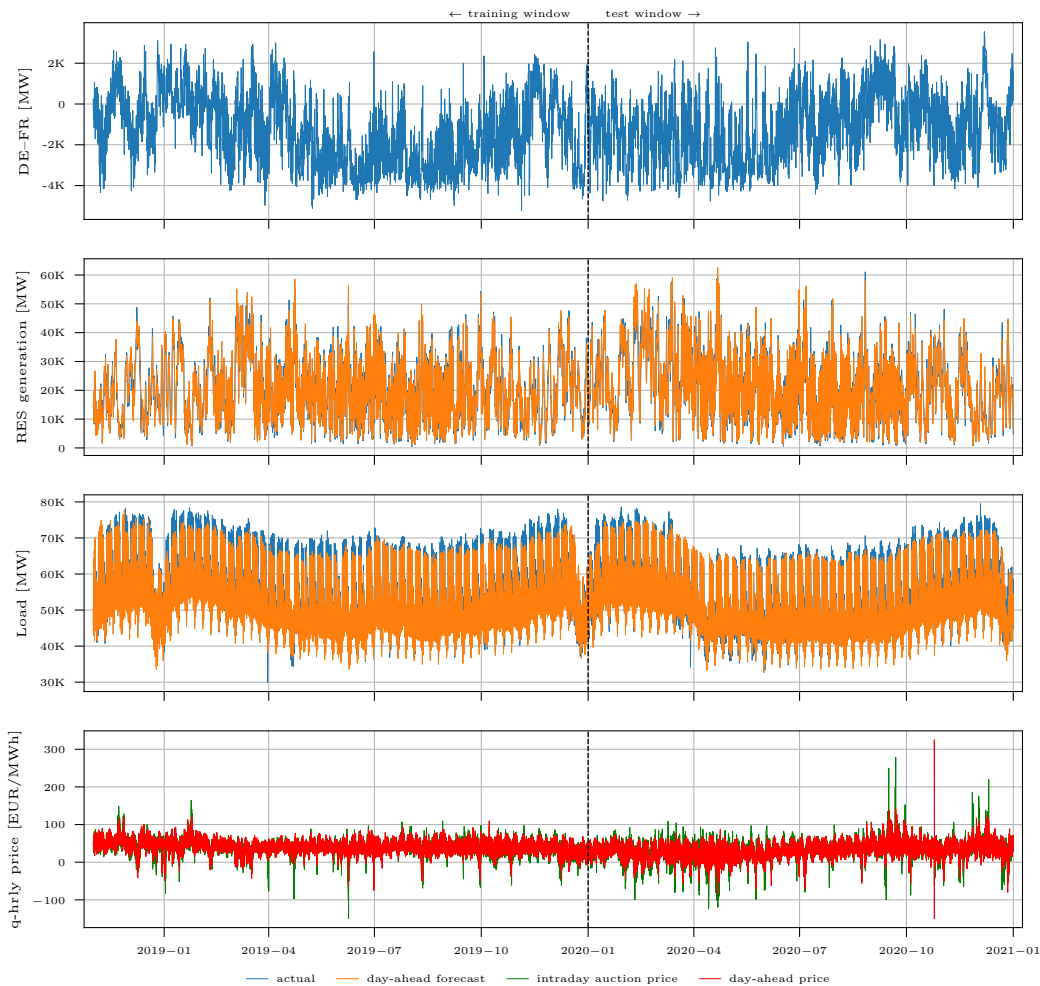 ← training window test window →
DE−FR [MW]
2K
0
−2K
−4K
RES generation [MW]
60K
50K
40K
30K
20K
10K
0
Load [MW]
80K
70K
60K
50K
40K
30K
q-hrly price [EUR/MWh]
300
200
100
0
−100
2019−01 2019−04 2019−07 2019−10 2020−01 2020−04 2020−07 2020−10 2021−01
actual day-ahead forecast intraday auction price day-ahead price